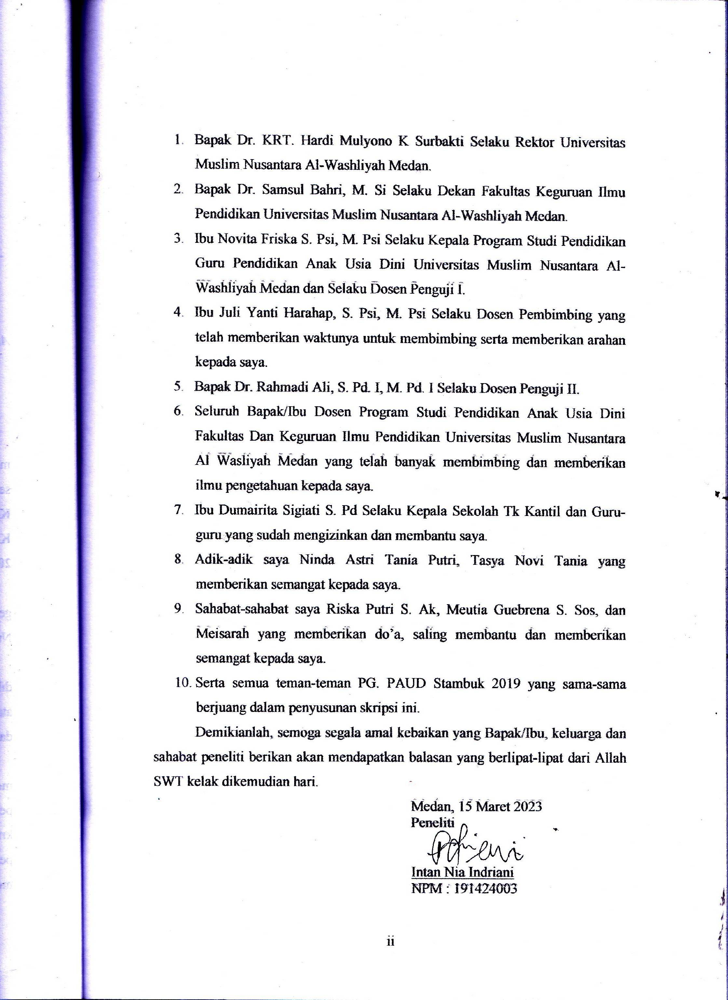 1. Bapak Dr. KRT. Hardi Mulyono K Surbakti Selaku Rektor Universitas
Muslim Nusantara Al-Washliyah Medan.
2. Bapak Dr. Samsul Bahri, M. Si Selaku Dekan Fakultas Keguruan Ilmu
Pendidikan Universitas Muslim Nusantara Al-Washliyah Medan.
3. Ibu Novita Friska S. Psi, M. Psi Selaku Kepala Program Studi Pendidikan
Guru Pendidikan Anak Usia Dini Universitas Muslim Nusantara Al-
Washliyah Medan dan Selaku Dosen Penguji I.
4. Ibu Juli Yanti Harahap, S. Psi, M. Psi Selaku Dosen Pembimbing yang
telah memberikan waktunya untuk membimbing serta memberikan arahan
kepada saya.
5. Bapak Dr. Rahmadi Ali, S. Pd. I, M. Pd. I Selaku Dosen Penguji II.
6. Seluruh Bapak/Ibu Dosen Program Studi Pendidikan Anak Usia Dini
Fakultas Dan Keguruan Ilmu Pendidikan Universitas Muslim Nusantara
Al Wasliyah Medan yang telah banyak membimbing dan memberikan
ilmu pengetahuan kepada saya.
7. Ibu Dumairita Sigiati S. Pd Selaku Kepala Sekolah Tk Kantil dan Guru-
guru yang sudah mengizinkan dan membantu saya.
8. Adik-adik saya Ninda Astri Tania Putri, Tasya Novi Tania yang
memberikan semangat kepada saya.
9. Sahabat-sahabat saya Riska Putri S. Ak, Meutia Guebrena S. Sos, dan
Meisarah yang memberikan do'a, saling membantu dan memberikan
semangat kepada saya.
10. Serta semua teman-teman PG. PAUD Stambuk 2019 yang sama-sama
berjuang dalam penyusunan skripsi ini.
Demikianlah, semoga segala amal kebaikan yang Bapak/Ibu, keluarga dan
sahabat peneliti berikan akan mendapatkan balasan yang berlipat-lipat dari Allah
SWT kelak dikemudian hari.
Medan, 15 Maret 2023
Peneliti
Intan Nia Indriani
NPM : 191424003
ii